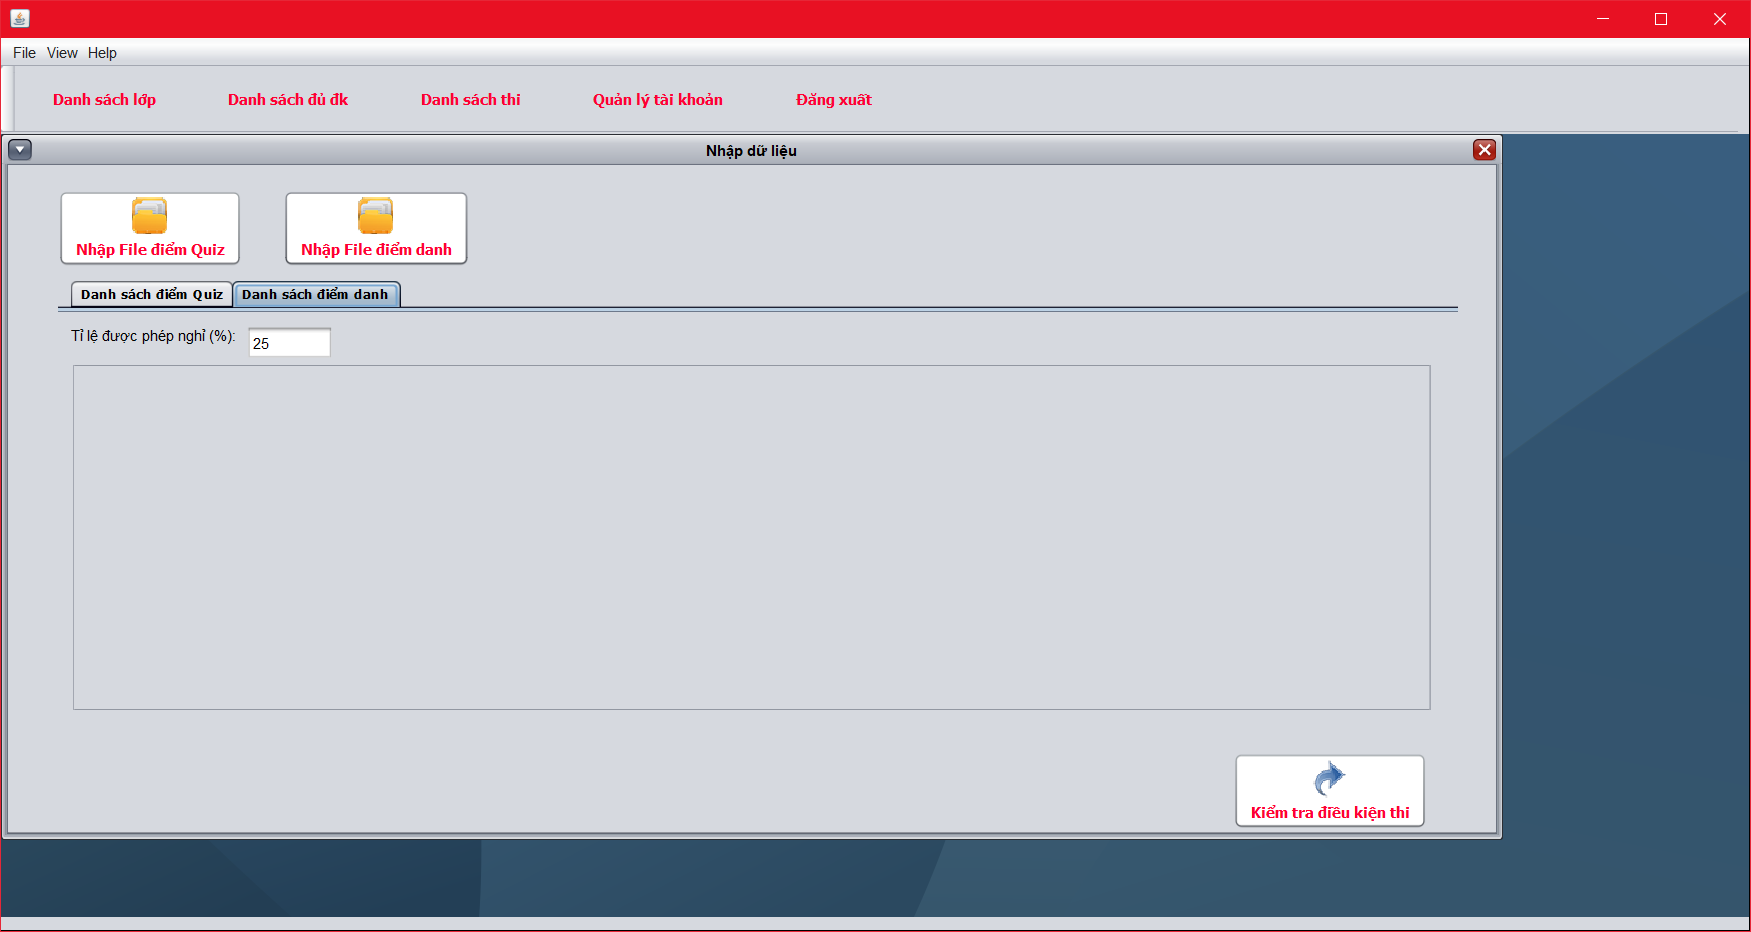 File View Help
Danh sách lớp Danh sách đủ đk Danh sách thi Quản lý tài khoản Đăng xuất
Nhập dữ liệu
Nhập File điểm Quiz Nhập File điểm danh
Danh sách điểm Quiz Danh sách điểm danh
Tỉ lệ được phép nghỉ (%): 25
Kiểm tra điều kiện thi